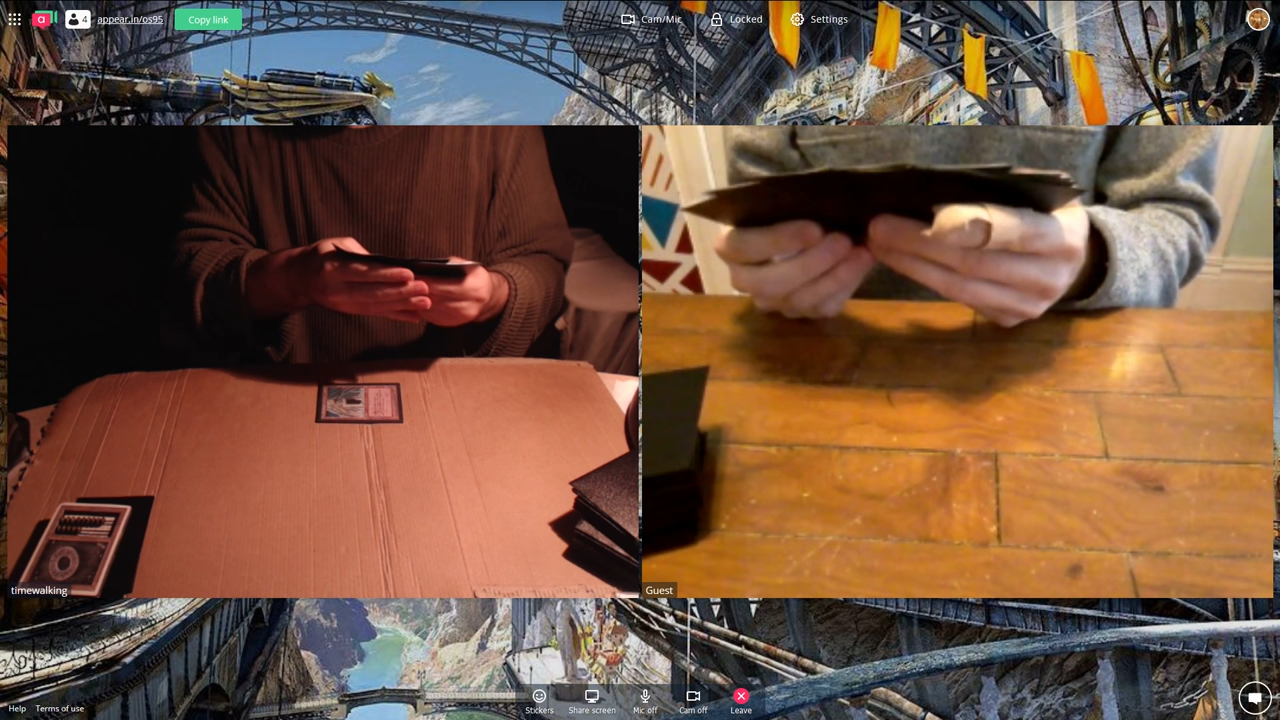 a
4
appear.in/os95
Copy link
Cam/Mic
Locked
Settings
timewalking
Guest
Help
Terms of use
Stickers
Share screen
Mic off
Cam off
Leave